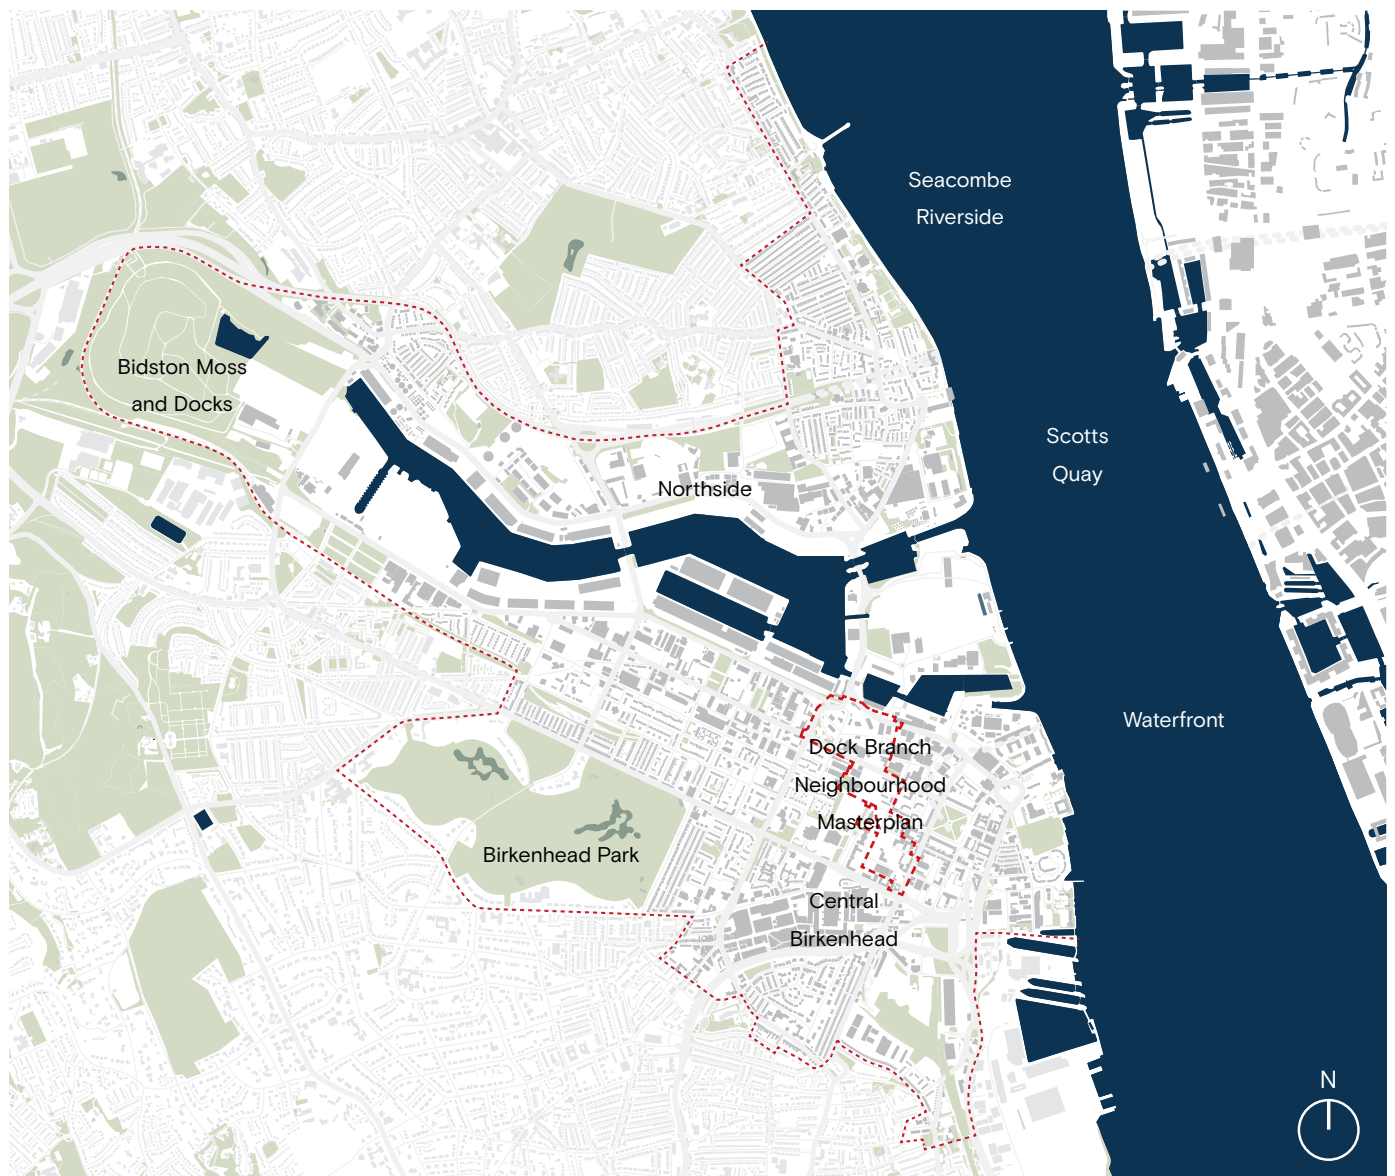 Seacombe
Riverside
Bidston Moss
and Docks
Scotts
Quay
Northside
Waterfront
Dock Branch
Neighbourhood
Masterplan
Birkenhead Park
Central
Birkenhead
N